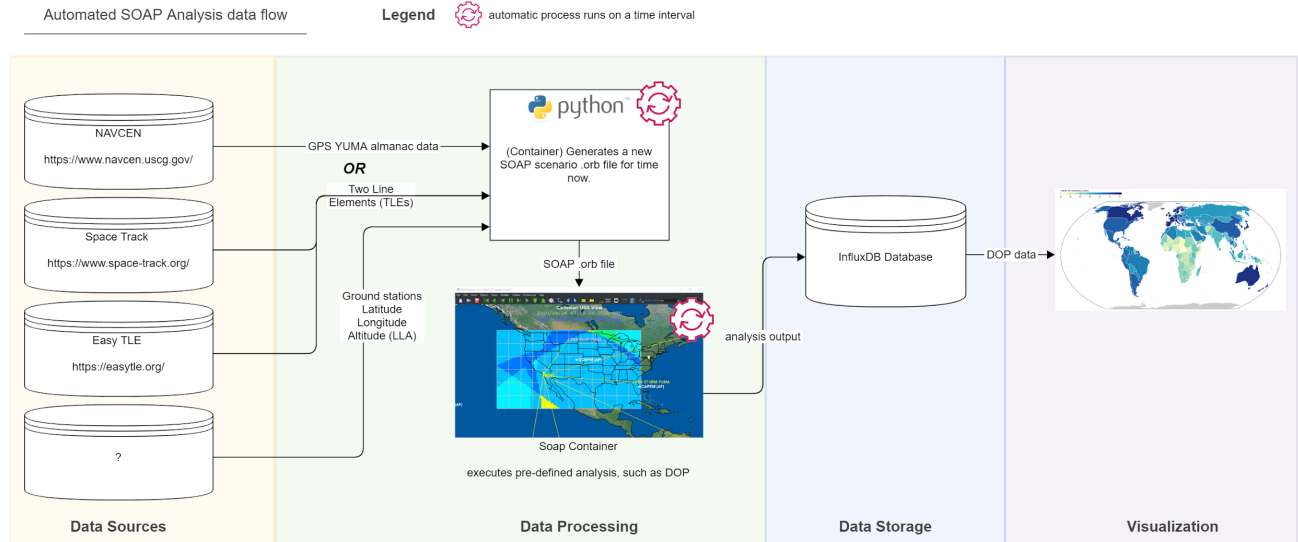 Automated SOAP Analysis data flow
Legend
automatic process runs on a time interval
NAVCEN
https://www.navcen.uscg.gov/
Space Track
https://www.space-track.org/
Easy TLE
https://easytle.org/
?
GPS YUMA almanac data
OR
Two Line
Elements (TLEs)
Ground stations
Latitude
Longitude
Altitude (LLA)
python™
(Container) Generates a new
SOAP scenario .orb file for time
now.
SOAP .orb file
Cartesian USA View
Soap Container
executes pre-defined analysis, such as DOP
analysis output
InfluxDB Database
DOP data
Data Sources
Data Processing
Data Storage
Visualization